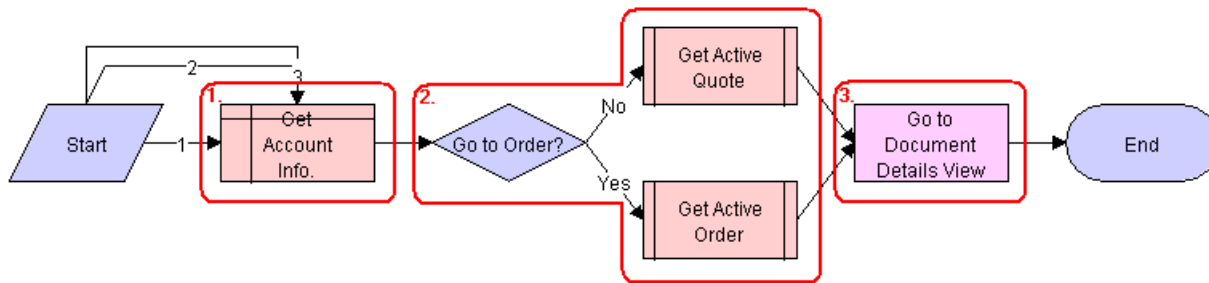 2
3
1.
2.
3.
Start
1
Get
Account
Info.
Go to Order?
No
Yes
Get Active
Quote
Get Active
Order
Go to
Document
Details View
End